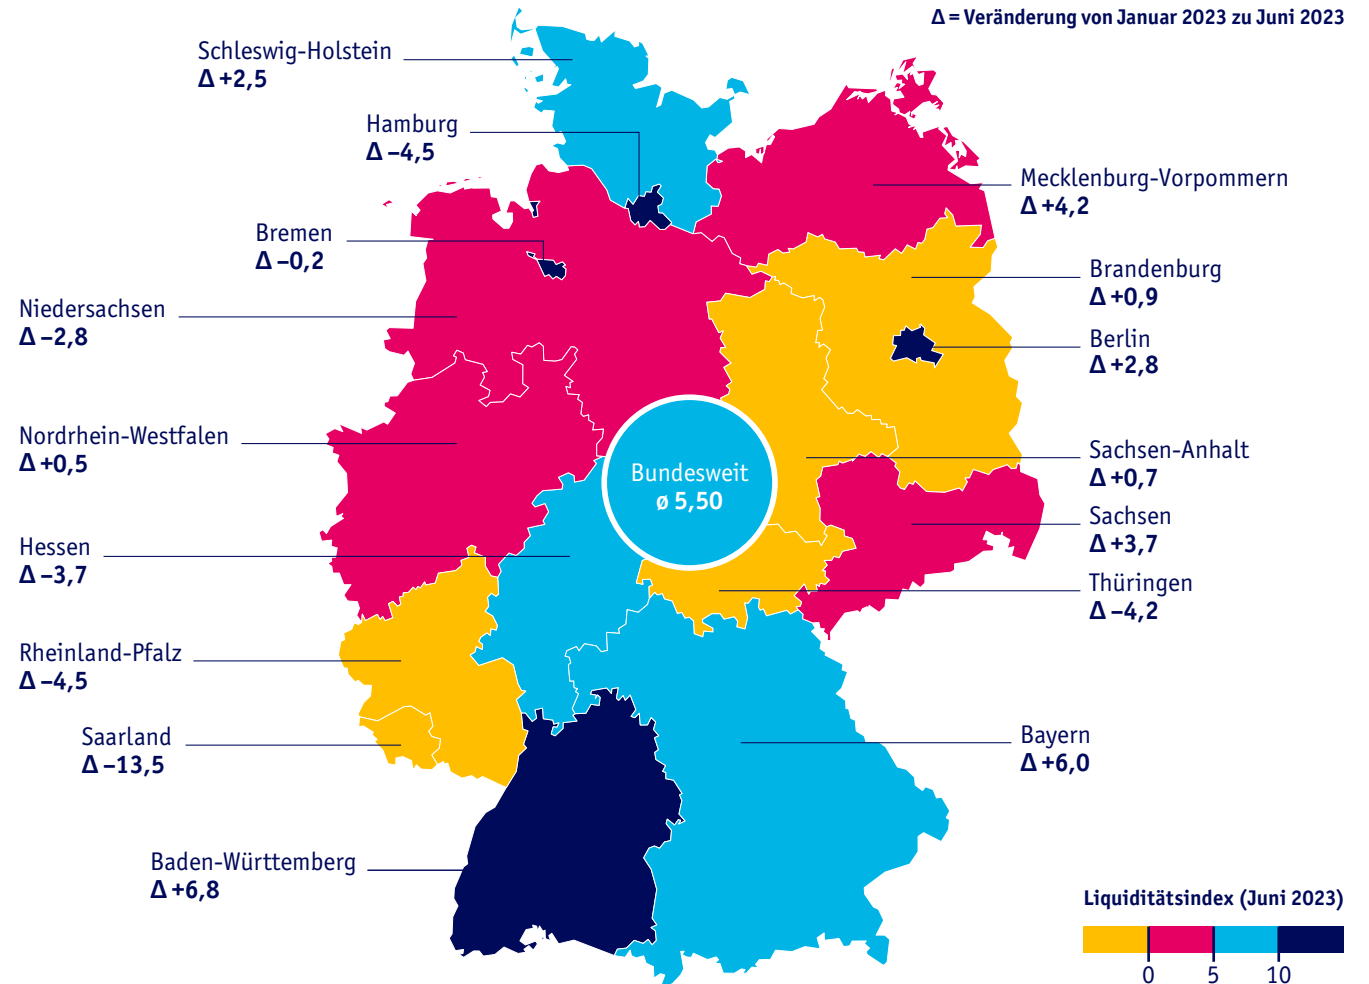 Δ = Veränderung von Januar 2023 zu Juni 2023
Schleswig-Holstein
Δ +2,5
Hamburg
Δ −4,5
Mecklenburg-Vorpommern
Δ +4,2
Bremen
Δ −0,2
Brandenburg
Δ +0,9
Niedersachsen
Δ −2,8
Berlin
Δ +2,8
Nordrhein-Westfalen
Δ +0,5
Bundesweit
ø 5,50
Sachsen-Anhalt
Δ +0,7
Sachsen
Δ +3,7
Hessen
Δ −3,7
Thüringen
Δ −4,2
Rheinland-Pfalz
Δ −4,5
Saarland
Δ −13,5
Bayern
Δ +6,0
Baden-Württemberg
Δ +6,8
Liquiditätsindex (Juni 2023)
0 5 10